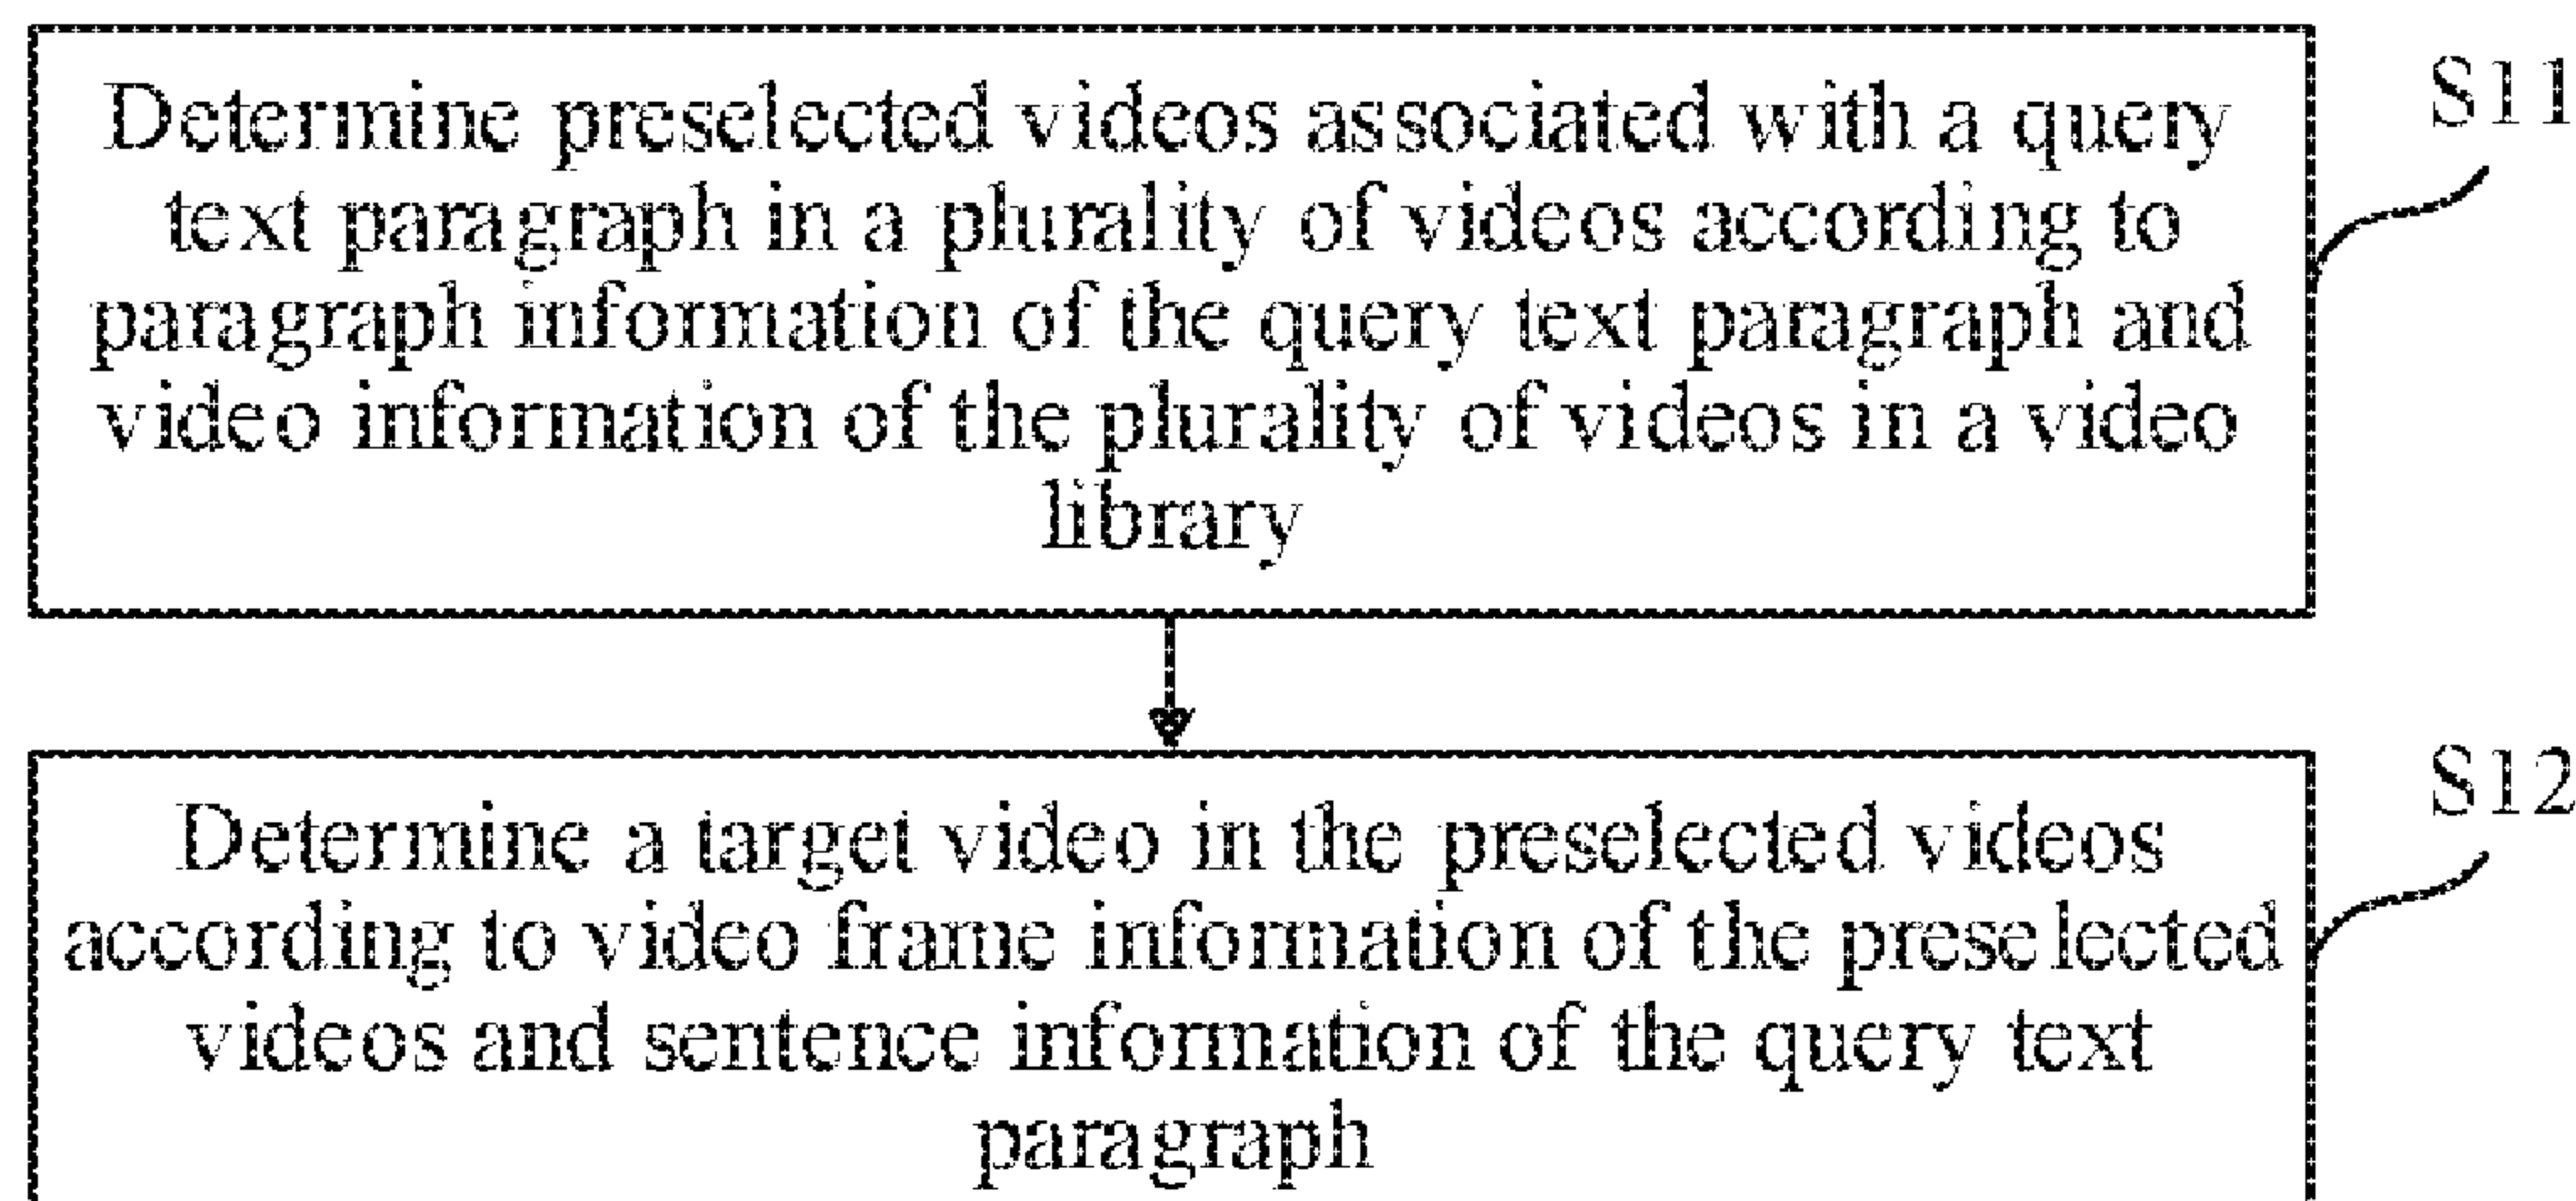 Determine preselected videos associated with a query
text paragraph in a plurality of videos according to
paragraph information of the query text paragraph and
video information of the plurality of videos in a video
library
S11
Determine a target video in the preselected videos
according to video frame information of the preselected
videos and sentence information of the query text
paragraph
S12